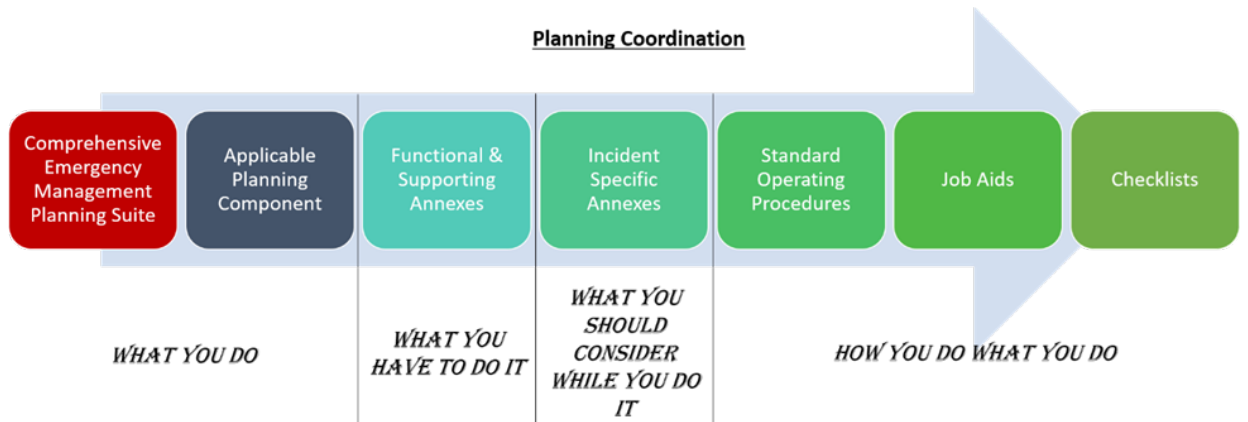 Planning Coordination
Comprehensive
Emergency
Management
Planning Suite
Applicable
Planning
Component
Functional &
Supporting
Annexes
Incident
Specific
Annexes
Standard
Operating
Procedures
Job Aids
Checklists
WHAT YOU DO
WHAT YOU
HAVE TO DO IT
WHAT YOU
SHOULD
CONSIDER
WHILE YOU DO
IT
HOW YOU DO WHAT YOU DO